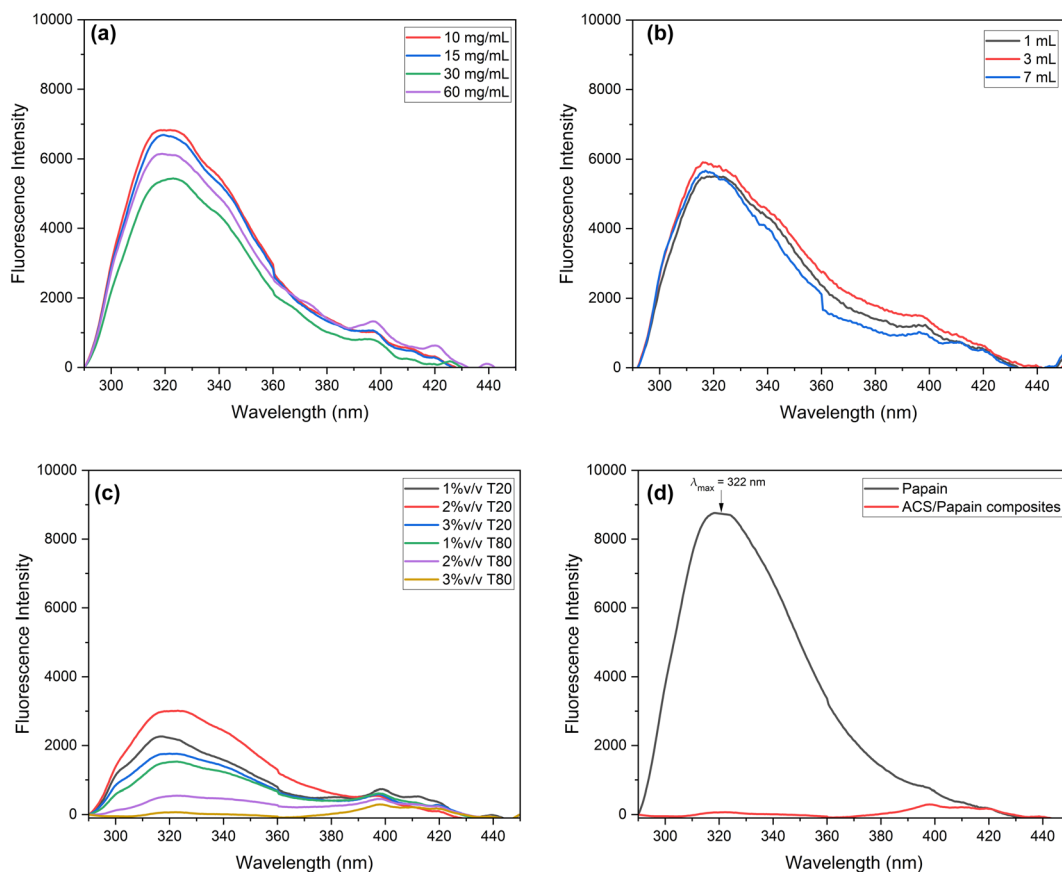 (a)
10 mg/mL
15 mg/mL
30 mg/mL
60 mg/mL
10000
8000
6000
4000
2000
0
Fluorescence Intensity
300 320 340 360 380 400 420 440
Wavelength (nm)
(b)
1 mL
3 mL
7 mL
10000
8000
6000
4000
2000
0
Fluorescence Intensity
300 320 340 360 380 400 420 440
Wavelength (nm)
(c)
1%v/v T20
2%v/v T20
3%v/v T20
1%v/v T80
2%v/v T80
3%v/v T80
10000
8000
6000
4000
2000
0
Fluorescence Intensity
300 320 340 360 380 400 420 440
Wavelength (nm)
(d)
λmax = 322 nm
Papain
ACS/Papain composites
10000
8000
6000
4000
2000
0
Fluorescence Intensity
300 320 340 360 380 400 420 440
Wavelength (nm)